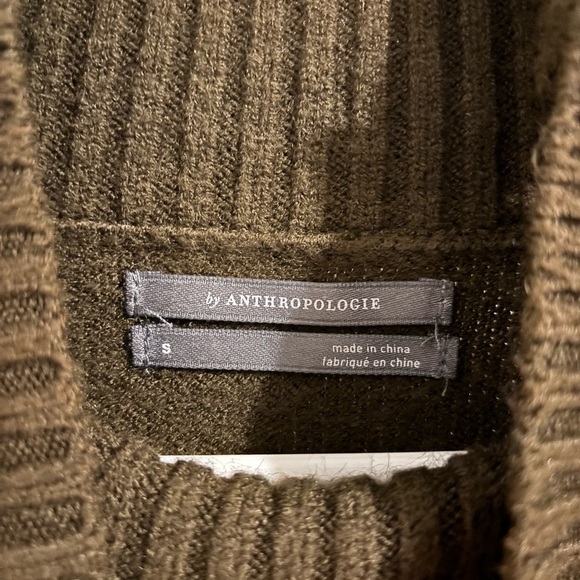 by ANTHROPOLOGIE
S
made in china
fabriqué en chine